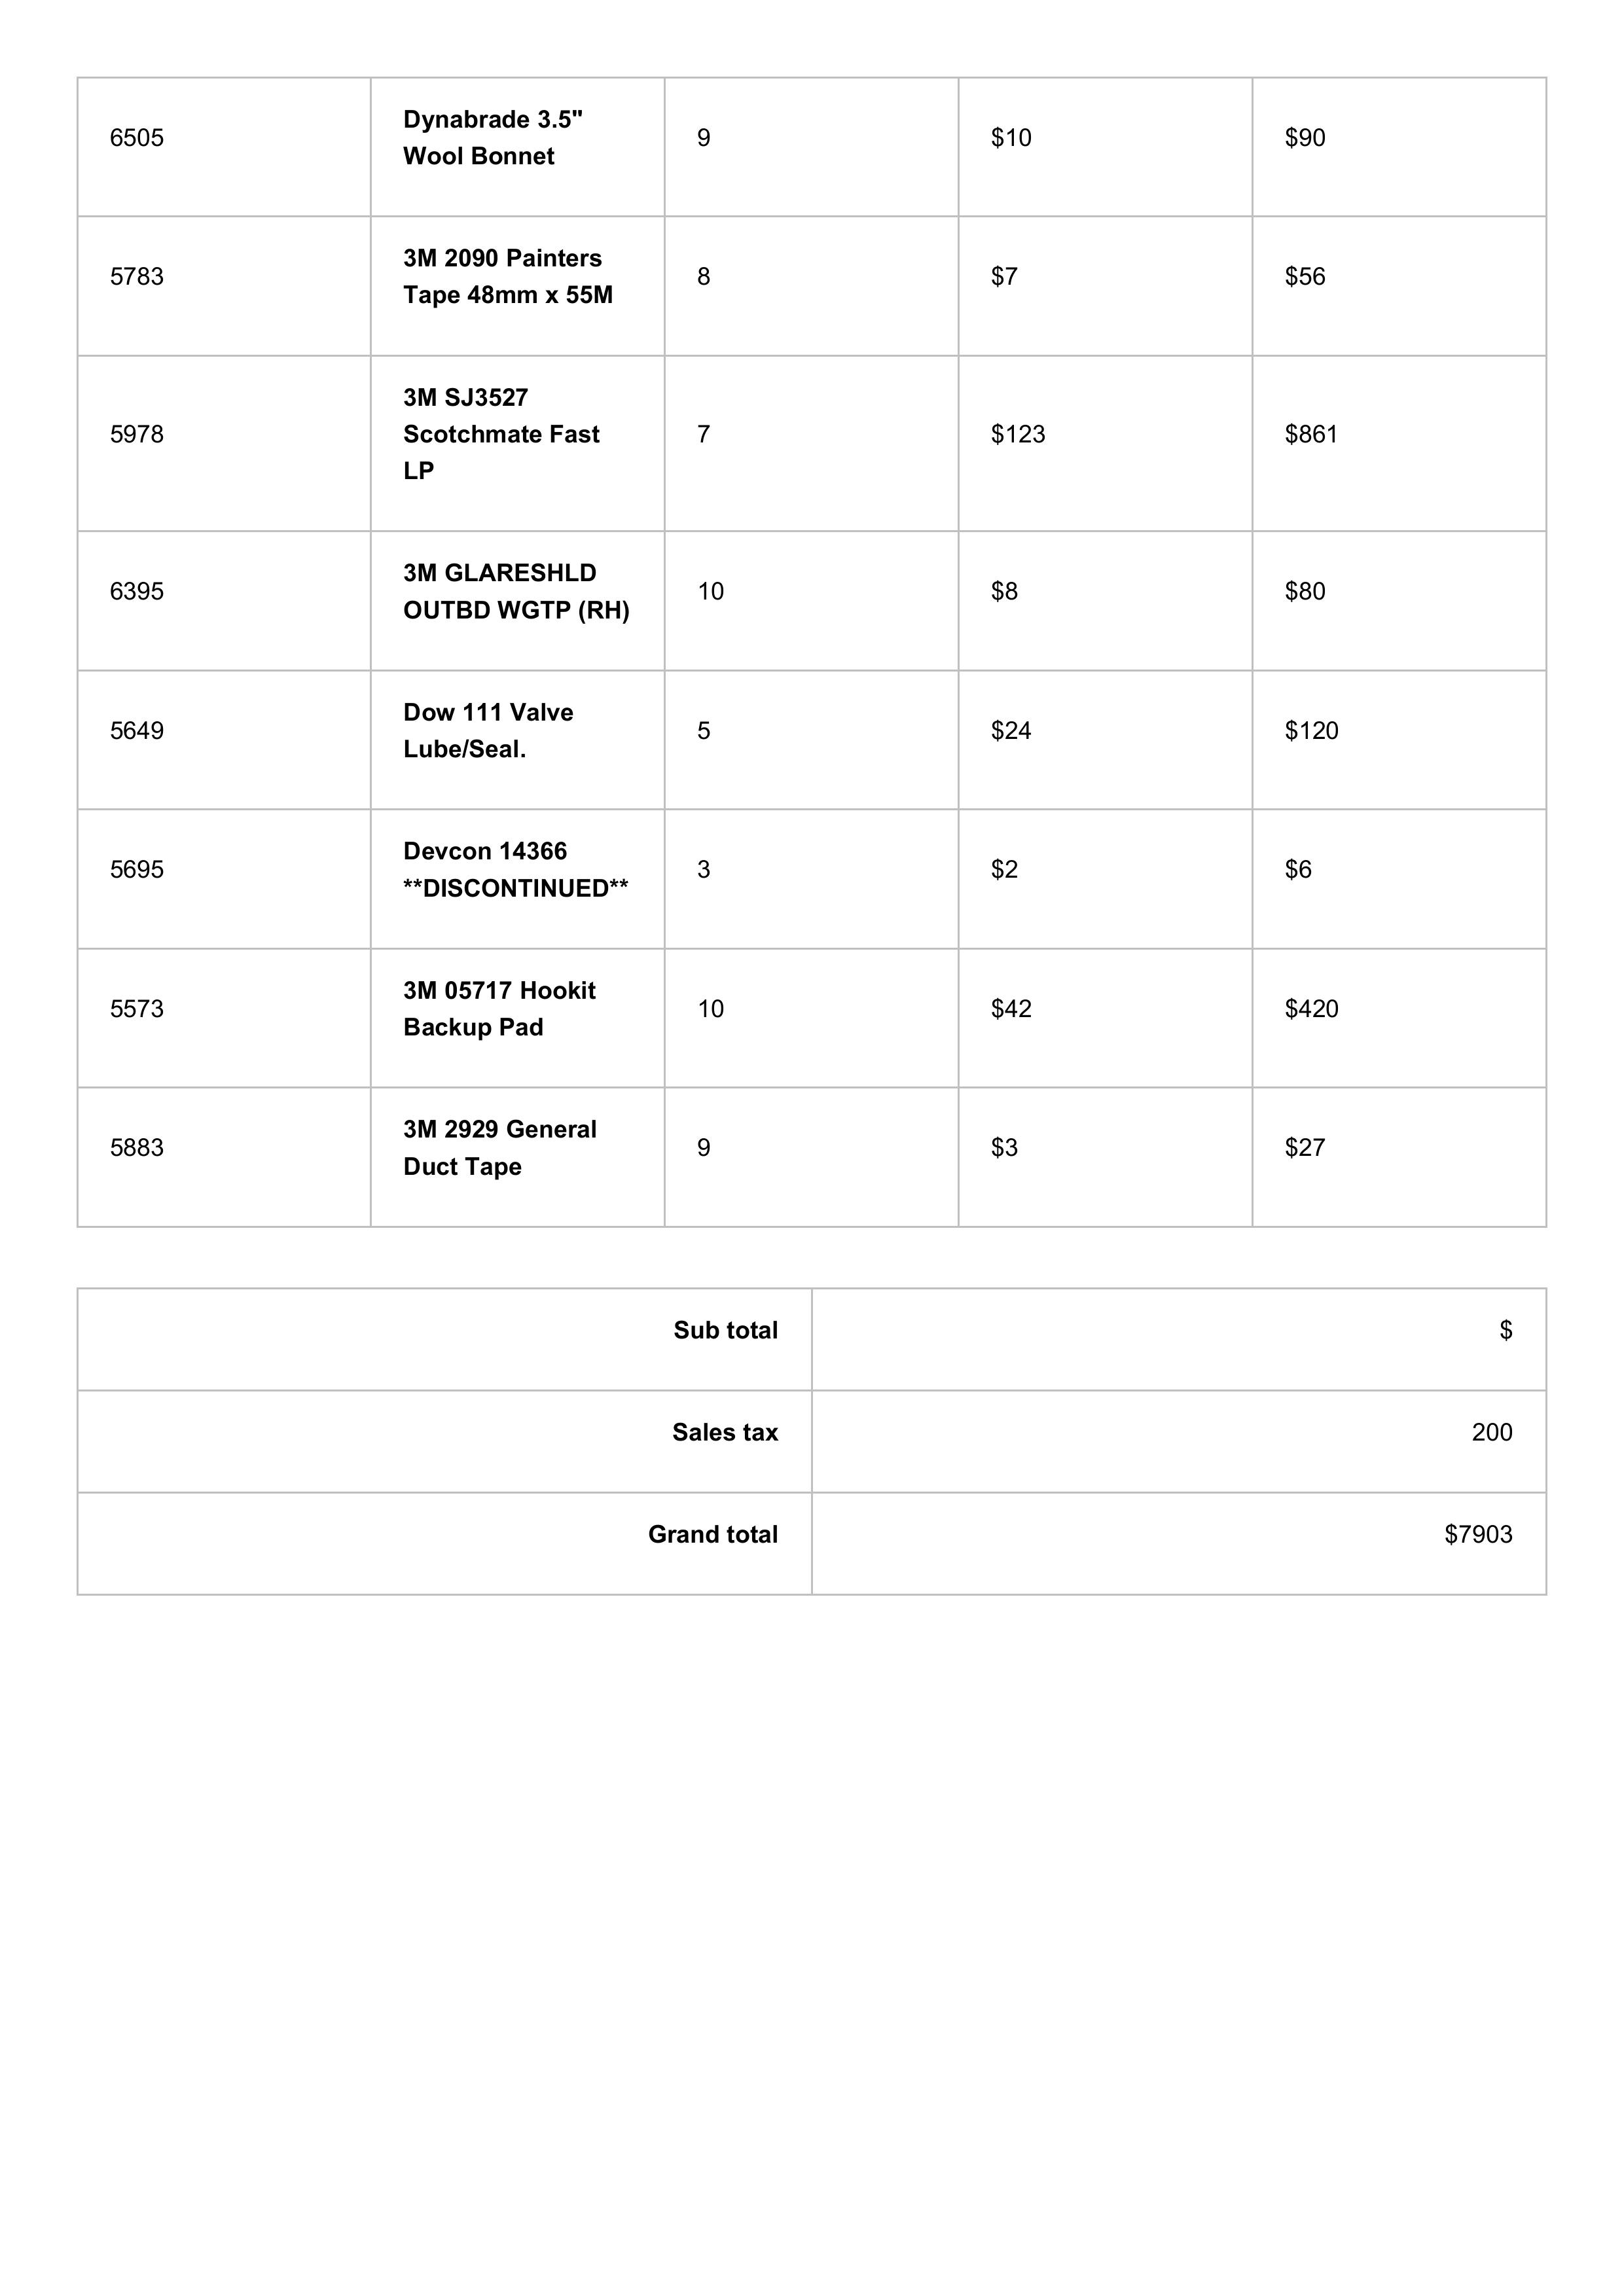 6505 Dynabrade 3.5" 9 $10 $90
Wool Bonnet
5783 3M 2090 Painters 8 $7 $56
Tape 48mm x 55M
5978 3M SJ3527 7 $123 $861
Scotchmate Fast
LP
6395 3M GLARESHLD 10 $8 $80
OUTBD WGTP (RH)
5649 Dow 111 Valve 5 $24 $120
Lube/Seal.
5695 Devcon 14366 3 $2 $6
**DISCONTINUED**
5573 3M 05717 Hookit 10 $42 $420
Backup Pad
5883 3M 2929 General 9 $3 $27
Duct Tape
Sub total $
Sales tax 200
Grand total $7903